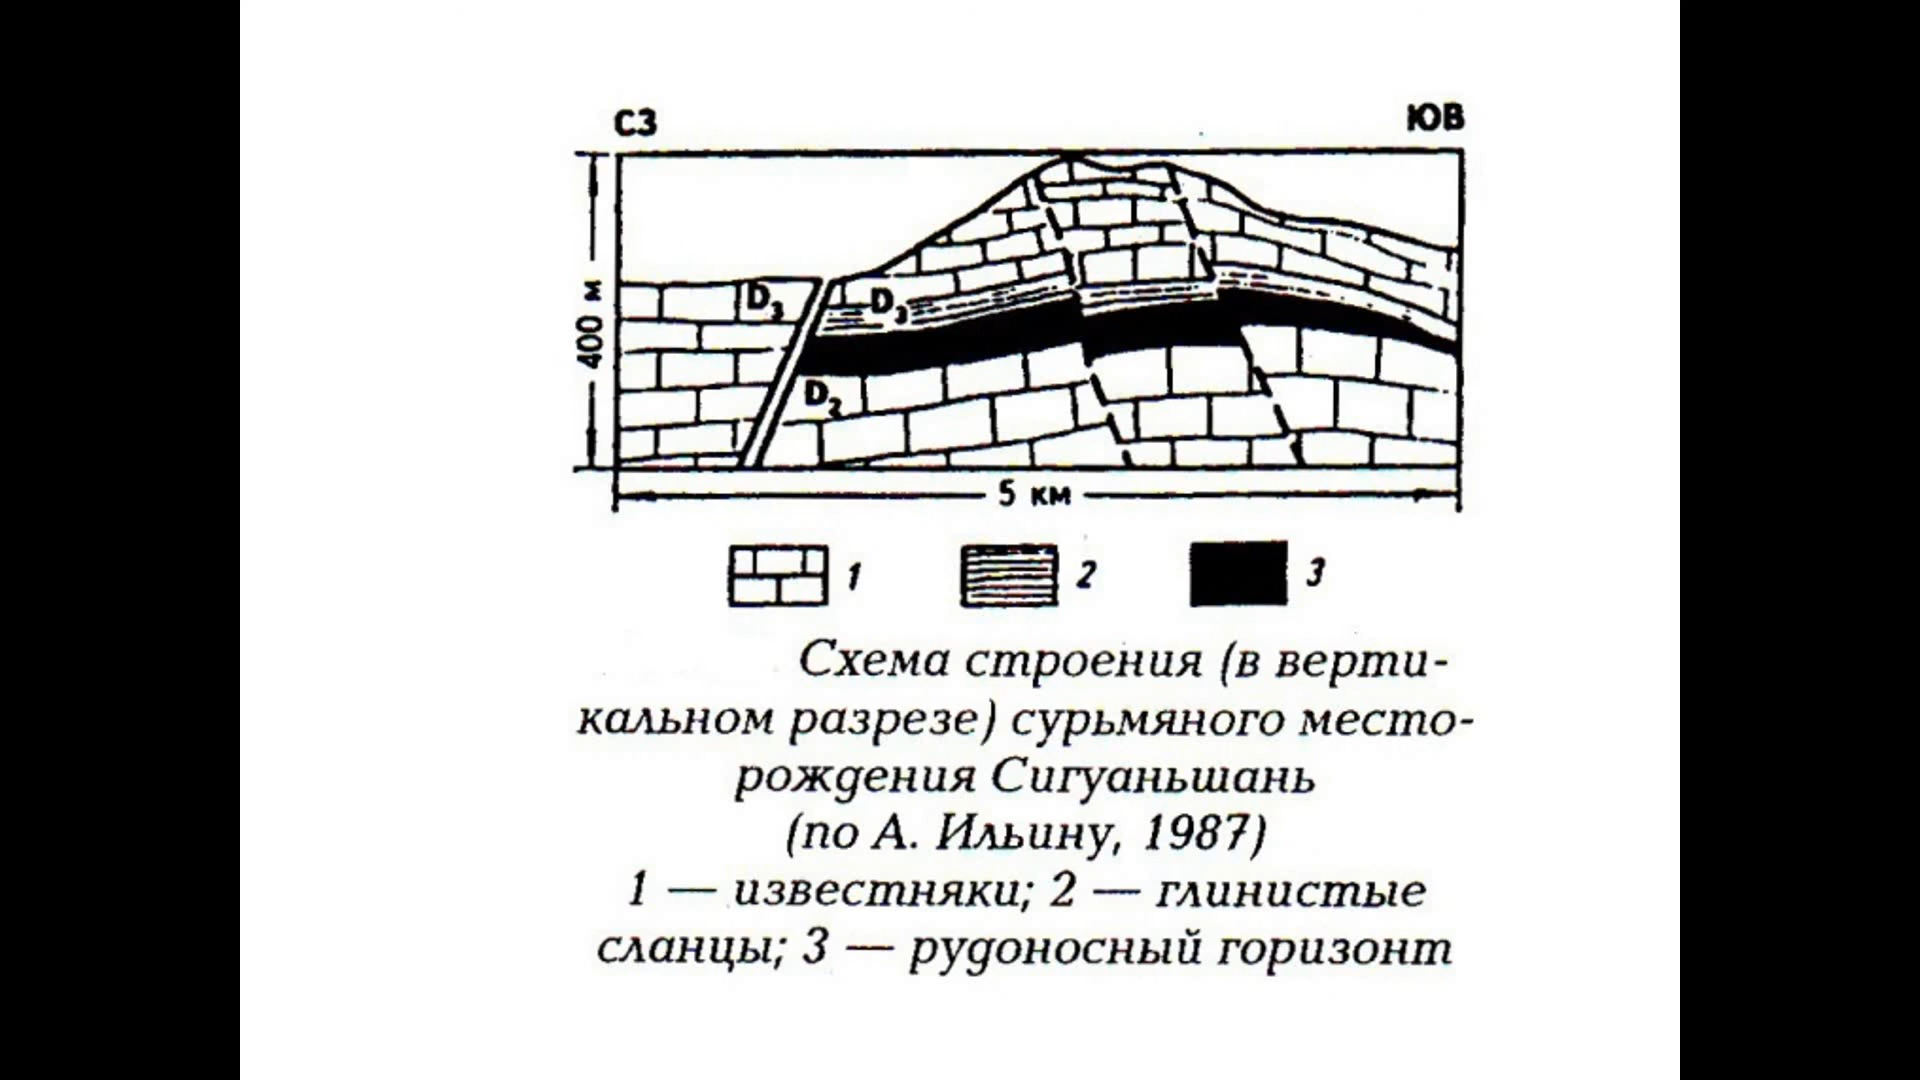 СЗ
ЮВ
400 м
D3
D3
D2
5 км
1
2
3
Схема строения (в верти-
кальном разрезе) сурьмяного место-
рождения Сигуаньшань
(по А. Ильину, 1987)
1 — известняки; 2 — глинистые
сланцы; 3 — рудоносный горизонт